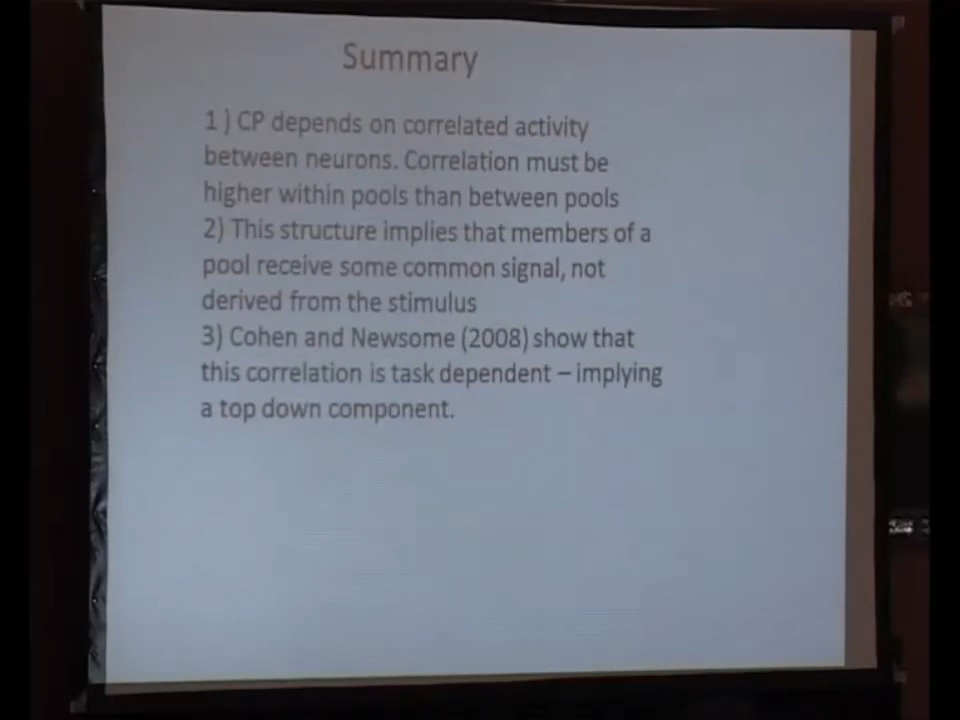 Summary
1 ) CP depends on correlated activity
between neurons. Correlation must be
higher within pools than between pools
2) This structure implies that members of a
pool receive some common signal, not
derived from the stimulus
3) Cohen and Newsome (2008) show that
this correlation is task dependent – implying
a top down component.